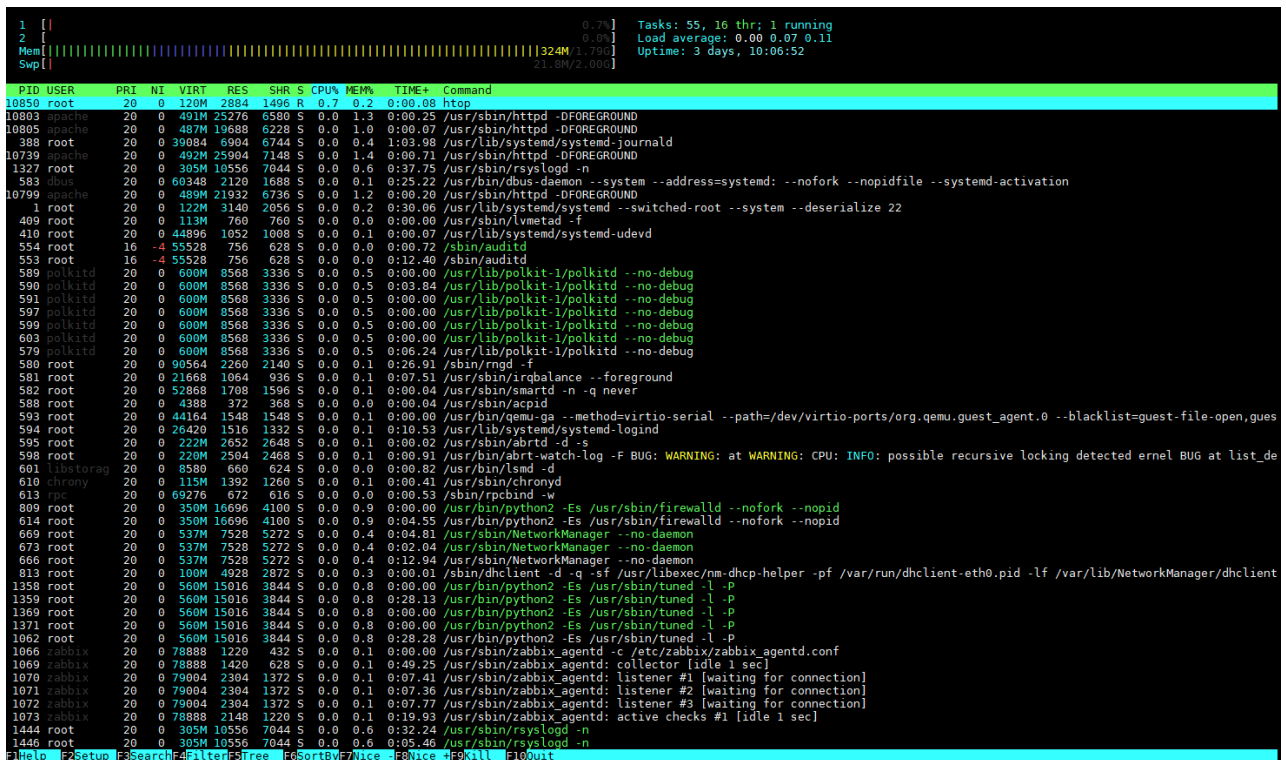 1 [| 0.7%] Tasks: 55, 16 thr; 1 running
2 [ 0.0%] Load average: 0.00 0.07 0.11
Mem[||||||||||||||||||||||||||||||||||||||||||||||||||||||||||||||||||||||324M/1.79G] Uptime: 3 days, 10:06:52
Swp[| 21.8M/2.00G]
PID USER PRI NI VIRT RES SHR S CPU% MEM% TIME+ Command
10850 root 20 0 120M 2884 1496 R 0.7 0.2 0:00.08 htop
10803 apache 20 0 491M 25276 6580 S 0.0 1.3 0:00.25 /usr/sbin/httpd -DFOREGROUND
10805 apache 20 0 487M 19688 6228 S 0.0 1.0 0:00.07 /usr/sbin/httpd -DFOREGROUND
388 root 20 0 39084 6904 6744 S 0.0 0.4 1:03.98 /usr/lib/systemd/systemd-journald
10739 apache 20 0 492M 25904 7148 S 0.0 1.4 0:00.71 /usr/sbin/httpd -DFOREGROUND
1327 root 20 0 305M 10556 7044 S 0.0 0.6 0:37.75 /usr/sbin/rsyslogd -n
583 dbus 20 0 60348 2120 1688 S 0.0 0.1 0:25.22 /usr/bin/dbus-daemon --system --address=systemd: --nofork --nopidfile --systemd-activation
10799 apache 20 0 489M 21932 6736 S 0.0 1.2 0:00.20 /usr/sbin/httpd -DFOREGROUND
1 root 20 0 122M 3140 2056 S 0.0 0.2 0:30.06 /usr/lib/systemd/systemd --switched-root --system --deserialize 22
409 root 20 0 113M 760 760 S 0.0 0.0 0:00.00 /usr/sbin/lvmetad -f
410 root 20 0 44896 1052 1008 S 0.0 0.1 0:00.07 /usr/lib/systemd/systemd-udevd
554 root 16 -4 55528 756 628 S 0.0 0.0 0:00.72 /sbin/auditd
553 root 16 -4 55528 756 628 S 0.0 0.0 0:12.40 /sbin/auditd
589 polkitd 20 0 600M 8568 3336 S 0.0 0.5 0:00.00 /usr/lib/polkit-1/polkitd --no-debug
590 polkitd 20 0 600M 8568 3336 S 0.0 0.5 0:03.84 /usr/lib/polkit-1/polkitd --no-debug
591 polkitd 20 0 600M 8568 3336 S 0.0 0.5 0:00.00 /usr/lib/polkit-1/polkitd --no-debug
597 polkitd 20 0 600M 8568 3336 S 0.0 0.5 0:00.00 /usr/lib/polkit-1/polkitd --no-debug
599 polkitd 20 0 600M 8568 3336 S 0.0 0.5 0:00.00 /usr/lib/polkit-1/polkitd --no-debug
603 polkitd 20 0 600M 8568 3336 S 0.0 0.5 0:00.00 /usr/lib/polkit-1/polkitd --no-debug
579 polkitd 20 0 600M 8568 3336 S 0.0 0.5 0:06.24 /usr/lib/polkit-1/polkitd --no-debug
580 root 20 0 90564 2260 2140 S 0.0 0.1 0:26.91 /sbin/rngd -f
581 root 20 0 21668 1064 936 S 0.0 0.1 0:07.51 /usr/sbin/irqbalance --foreground
582 root 20 0 52868 1708 1596 S 0.0 0.1 0:00.04 /usr/sbin/smartd -n -q never
588 root 20 0 4388 372 368 S 0.0 0.0 0:00.04 /usr/sbin/acpid
593 root 20 0 44164 1548 1548 S 0.0 0.1 0:00.00 /usr/bin/qemu-ga --method=virtio-serial --path=/dev/virtio-ports/org.qemu.guest_agent.0 --blacklist=guest-file-open,gues
594 root 20 0 26420 1516 1332 S 0.0 0.1 0:10.53 /usr/lib/systemd/systemd-logind
595 root 20 0 222M 2652 2648 S 0.0 0.1 0:00.02 /usr/sbin/abrtd -d -s
598 root 20 0 220M 2504 2468 S 0.0 0.1 0:00.91 /usr/bin/abrt-watch-log -F BUG: WARNING: at WARNING: CPU: INFO: possible recursive locking detected ernel BUG at list_de
601 libstorag 20 0 8580 660 624 S 0.0 0.0 0:00.82 /usr/bin/lsmd -d
610 chrony 20 0 115M 1392 1260 S 0.0 0.1 0:00.41 /usr/sbin/chronyd
613 rpc 20 0 69276 672 616 S 0.0 0.0 0:00.53 /sbin/rpcbind -w
809 root 20 0 350M 16696 4100 S 0.0 0.9 0:00.00 /usr/bin/python2 -Es /usr/sbin/firewalld --nofork --nopid
614 root 20 0 350M 16696 4100 S 0.0 0.9 0:04.55 /usr/bin/python2 -Es /usr/sbin/firewalld --nofork --nopid
669 root 20 0 537M 7528 5272 S 0.0 0.4 0:04.81 /usr/sbin/NetworkManager --no-daemon
673 root 20 0 537M 7528 5272 S 0.0 0.4 0:02.04 /usr/sbin/NetworkManager --no-daemon
666 root 20 0 537M 7528 5272 S 0.0 0.4 0:12.94 /usr/sbin/NetworkManager --no-daemon
813 root 20 0 100M 4928 2872 S 0.0 0.3 0:00.01 /sbin/dhclient -d -q -sf /usr/libexec/nm-dhcp-helper -pf /var/run/dhclient-eth0.pid -lf /var/lib/NetworkManager/dhclient
1358 root 20 0 560M 15016 3844 S 0.0 0.8 0:00.00 /usr/bin/python2 -Es /usr/sbin/tuned -l -P
1359 root 20 0 560M 15016 3844 S 0.0 0.8 0:28.13 /usr/bin/python2 -Es /usr/sbin/tuned -l -P
1369 root 20 0 560M 15016 3844 S 0.0 0.8 0:00.00 /usr/bin/python2 -Es /usr/sbin/tuned -l -P
1371 root 20 0 560M 15016 3844 S 0.0 0.8 0:00.00 /usr/bin/python2 -Es /usr/sbin/tuned -l -P
1062 root 20 0 560M 15016 3844 S 0.0 0.8 0:28.28 /usr/bin/python2 -Es /usr/sbin/tuned -l -P
1066 zabbix 20 0 78888 1220 432 S 0.0 0.1 0:00.00 /usr/sbin/zabbix_agentd -c /etc/zabbix/zabbix_agentd.conf
1069 zabbix 20 0 78888 1420 628 S 0.0 0.1 0:49.25 /usr/sbin/zabbix_agentd: collector [idle 1 sec]
1070 zabbix 20 0 79004 2304 1372 S 0.0 0.1 0:07.41 /usr/sbin/zabbix_agentd: listener #1 [waiting for connection]
1071 zabbix 20 0 79004 2304 1372 S 0.0 0.1 0:07.36 /usr/sbin/zabbix_agentd: listener #2 [waiting for connection]
1072 zabbix 20 0 79004 2304 1372 S 0.0 0.1 0:07.77 /usr/sbin/zabbix_agentd: listener #3 [waiting for connection]
1073 zabbix 20 0 78888 2148 1220 S 0.0 0.1 0:19.93 /usr/sbin/zabbix_agentd: active checks #1 [idle 1 sec]
1444 root 20 0 305M 10556 7044 S 0.0 0.6 0:32.24 /usr/sbin/rsyslogd -n
1446 root 20 0 305M 10556 7044 S 0.0 0.6 0:05.46 /usr/sbin/rsyslogd -n
F1Help F2Setup F3SearchF4FilterF5Tree F6SortByF7Nice -F8Nice +F9Kill F10Quit